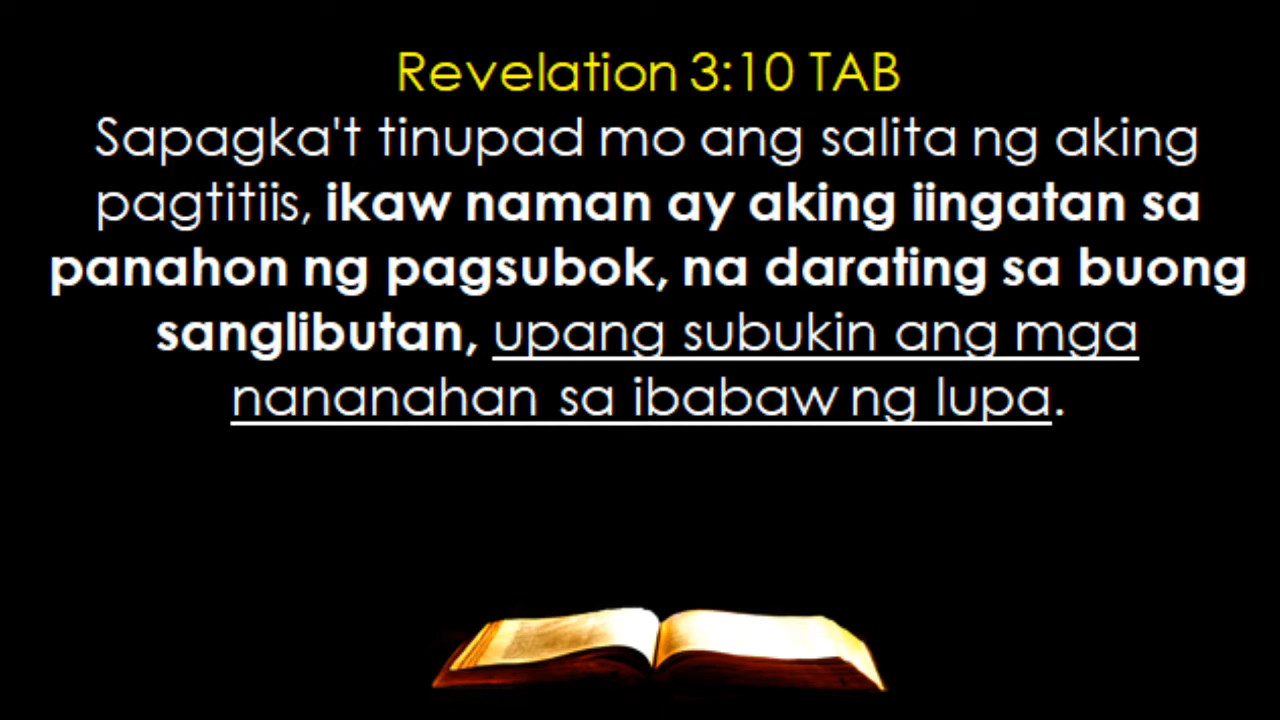 Revelation 3:10 TAB
Sapagka't tinupad mo ang salita ng aking
pagtitiis, ikaw naman ay aking iingatan sa
panahon ng pagsubok, na darating sa buong
sanglibutan, upang subukin ang mga
nananahan sa ibabaw ng lupa.